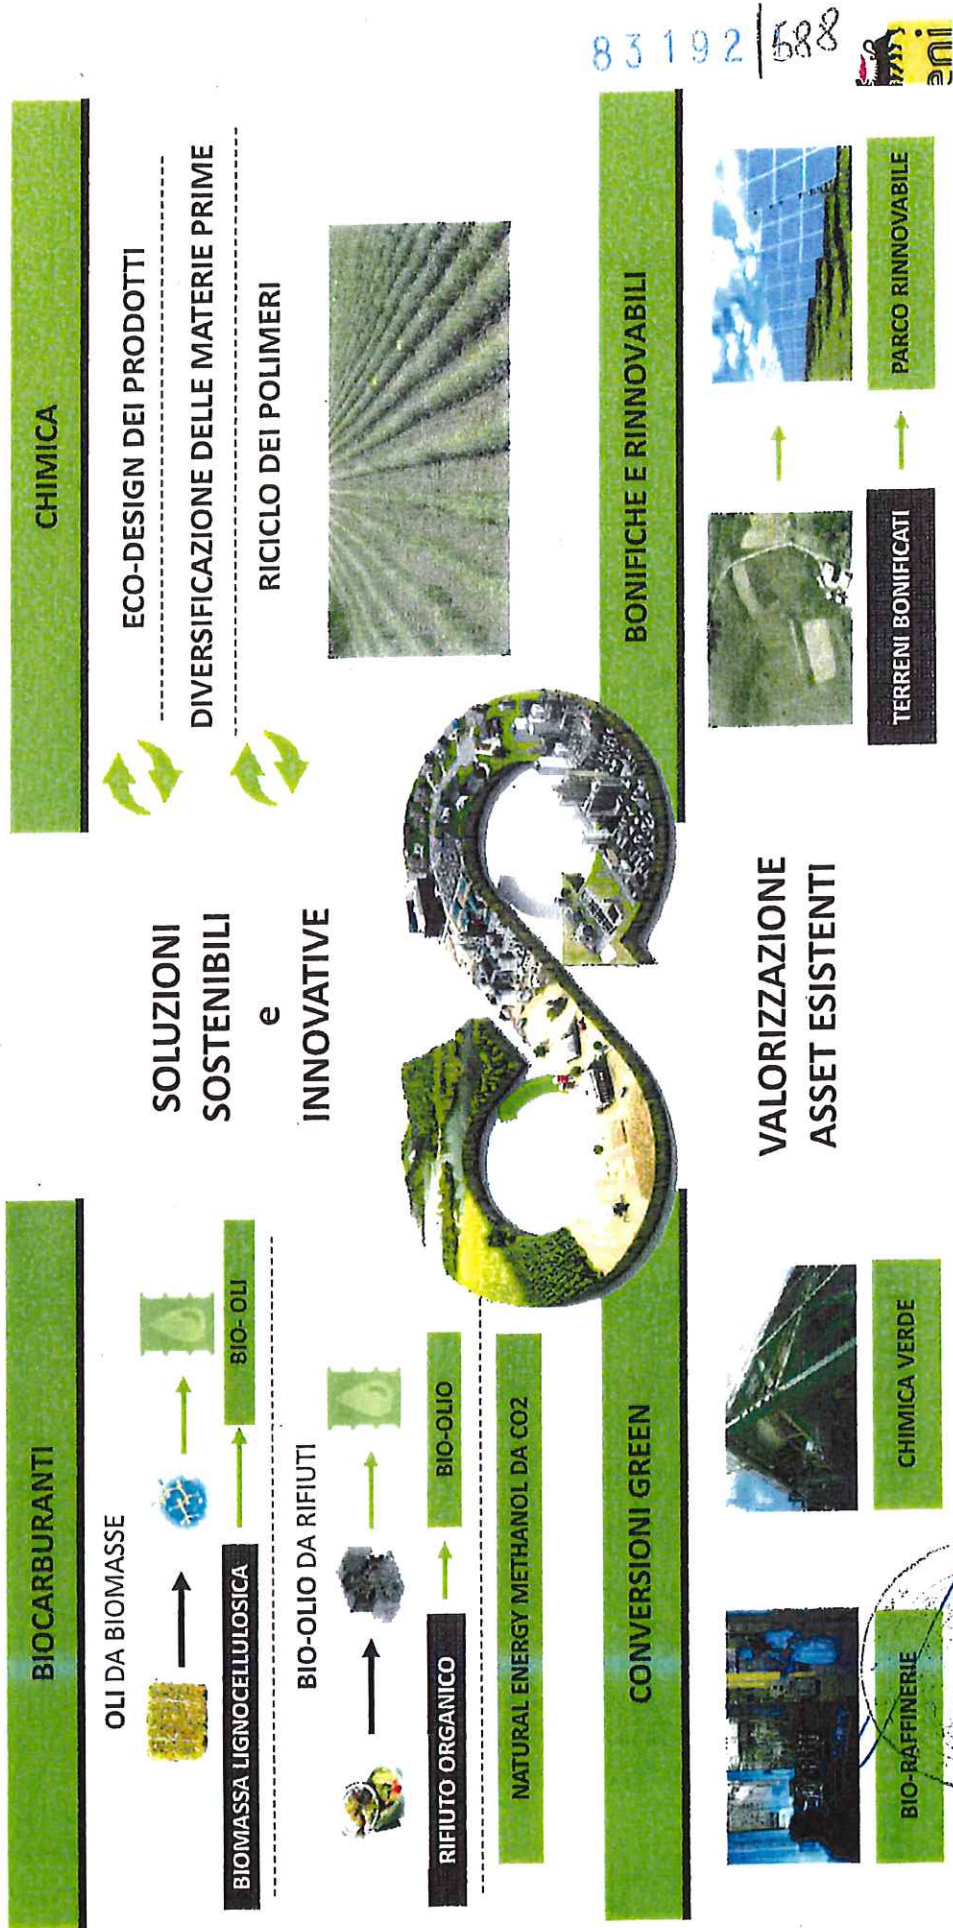 83192/688
eni
BIOCARBURANTI
OLI DA BIOMASSE
BIOMASSA LIGNOCELLULOSICA
BIO- OLI
BIO-OLIO DA RIFIUTI
RIFIUTO ORGANICO
BIO-OLIO
NATURAL ENERGY METHANOL DA CO2
SOLUZIONI
SOSTENIBILI
e
INNOVATIVE
CHIMICA
ECO-DESIGN DEI PRODOTTI
DIVERSIFICAZIONE DELLE MATERIE PRIME
RICICLO DEI POLIMERI
CONVERSIONI GREEN
BIO-RAFFINERIE
CHIMICA VERDE
VALORIZZAZIONE
ASSET ESISTENTI
BONIFICHE E RINNOVABILI
TERRENI BONIFICATI
PARCO RINNOVABILE